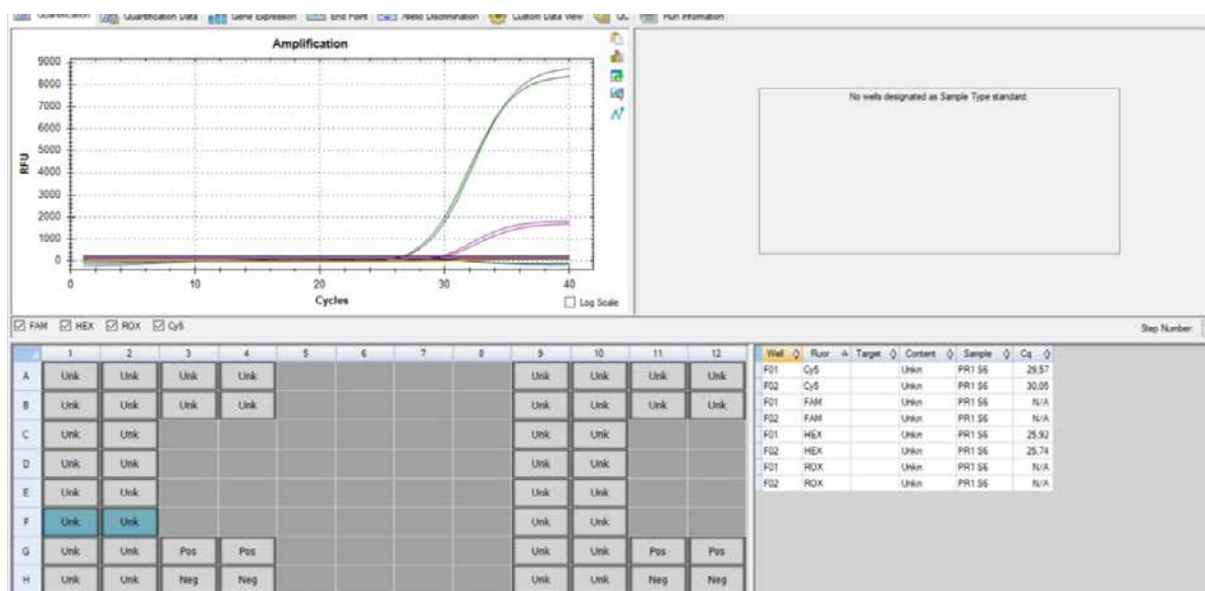 Quantification Quantification Data Gene Expression End Point Allelic Discrimination Custom Data View QC Run Information
Amplification
9000
8000
7000
6000
5000
4000
3000
2000
1000
0
RFU
0 10 20 30 40
Cycles
Log Scale
No wells designated as Sample Type standard.
FAM HEX ROX Cy5
Step Number:
1 2 3 4 5 6 7 8 9 10 11 12
A Unk Unk Unk Unk Unk Unk Unk Unk
B Unk Unk Unk Unk Unk Unk Unk Unk
C Unk Unk Unk Unk
D Unk Unk Unk Unk
E Unk Unk Unk Unk
F Unk Unk Unk Unk
G Unk Unk Pos Pos Unk Unk Pos Pos
H Unk Unk Neg Neg Unk Unk Neg Neg
Well Fluor Target Content Sample Cq
F01 Cy5 Unkn PR1 S6 29,57
F02 Cy5 Unkn PR1 S6 30,05
F01 FAM Unkn PR1 S6 N/A
F02 FAM Unkn PR1 S6 N/A
F01 HEX Unkn PR1 S6 25,92
F02 HEX Unkn PR1 S6 25,74
F01 ROX Unkn PR1 S6 N/A
F02 ROX Unkn PR1 S6 N/A